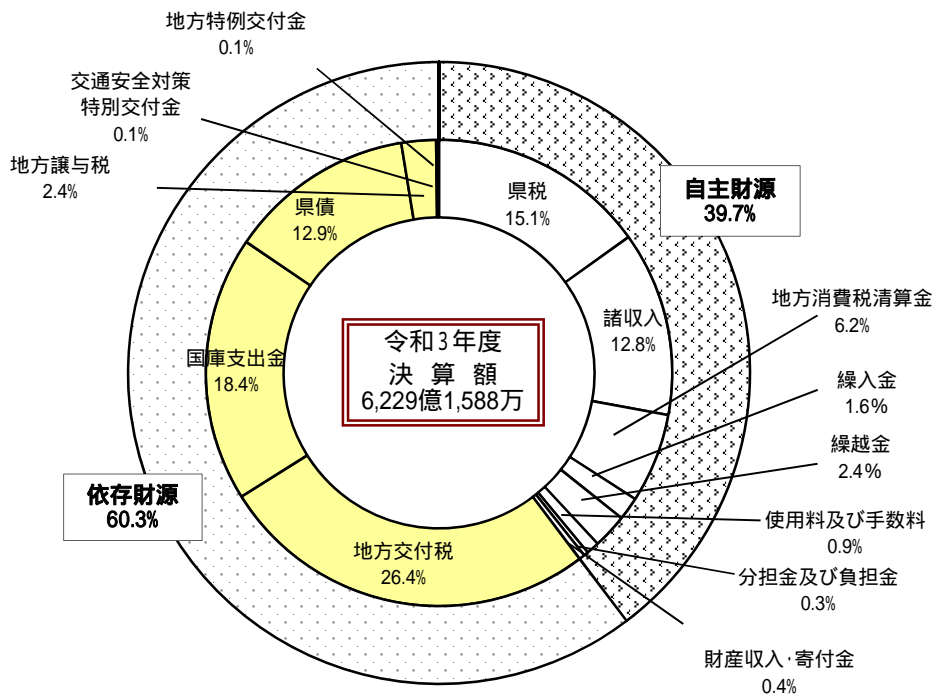 地方特例交付金
0.1%
交通安全対策
特別交付金
0.1%
地方譲与税
2.4%
県債
12.9%
国庫支出金
18.4%
依存財源
60.3%
地方交付税
26.4%
令和3年度
決算額
6,229億1,588万
県税
15.1%
自主財源
39.7%
諸収入
12.8%
地方消費税清算金
6.2%
繰入金
1.6%
繰越金
2.4%
使用料及び手数料
0.9%
分担金及び負担金
0.3%
財産収入・寄付金
0.4%